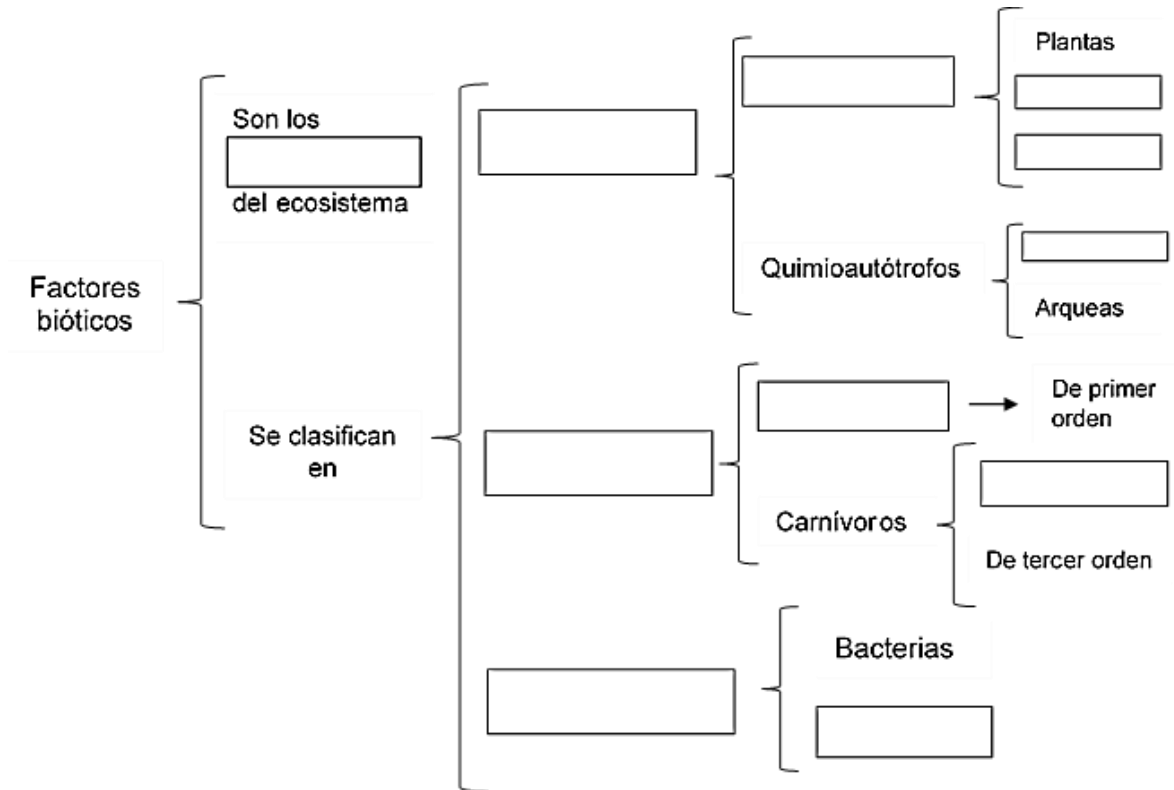 Factores
bióticos
Son los
del ecosistema
Se clasifican
en
Plantas
Quimioautótrofos
Arqueas
De primer
orden
Carnívoros
De tercer orden
Bacterias